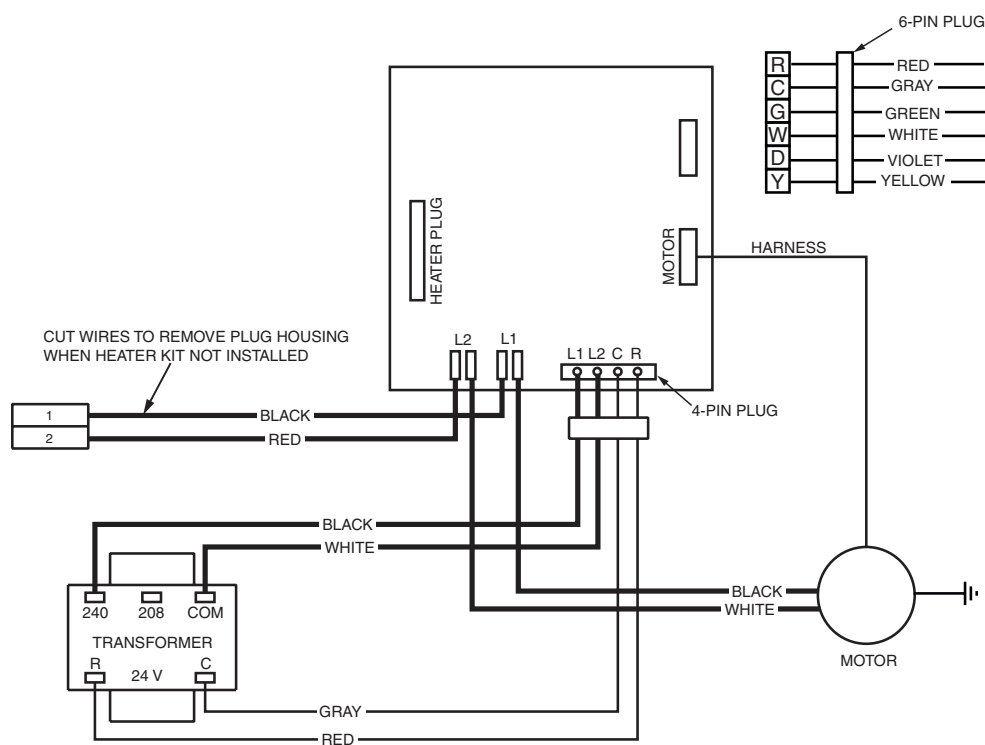 6-PIN PLUG
R RED
C GRAY
G GREEN
W WHITE
D VIOLET
Y YELLOW
HEATER PLUG
MOTOR
HARNESS
CUT WIRES TO REMOVE PLUG HOUSING
WHEN HEATER KIT NOT INSTALLED
L2 L1
L1 L2 C R
4-PIN PLUG
1 BLACK
2 RED
BLACK
WHITE
BLACK
WHITE
240 208 COM
TRANSFORMER
R 24 V C
MOTOR
GRAY
RED